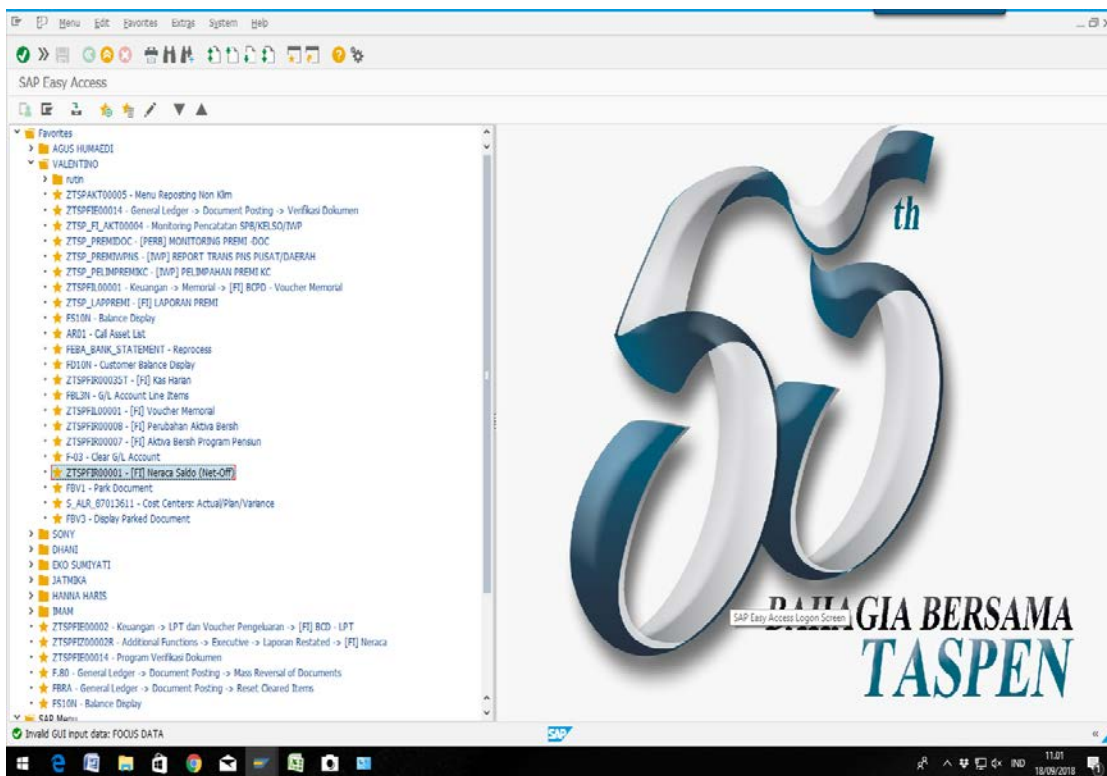 Menu Edit Favorites Extras System Help
SAP Easy Access
Favorites
AGUS HUMAEDI
VALENTINO
rutin
ZTSPAKT00005 - Menu Reposting Non Klim
ZTSPFIE00014 - General Ledger -> Document Posting -> Verifikasi Dokumen
ZTSP_FI_AKT00004 - Monitoring Pencatatan SPB/KELSO/IWP
ZTSP_PREMIDOC - [PERB] MONITORING PREMI -DOC
ZTSP_PREMIWPNS - [IWP] REPORT TRANS PNS PUSAT/DAERAH
ZTSP_PELIMPREMIKC - [IWP] PELIMPAHAN PREMI KC
ZTSPFIL00001 - Keuangan -> Memorial -> [FI] BCPD - Voucher Memorial
ZTSP_LAPPREMI - [FI] LAPORAN PREMI
FS10N - Balance Display
AR01 - Call Asset List
FEBA_BANK_STATEMENT - Reprocess
FD10N - Customer Balance Display
ZTSPFIR00035T - [FI] Kas Harian
FBL3N - G/L Account Line Items
ZTSPFIL00001 - [FI] Voucher Memorial
ZTSPFIR00008 - [FI] Perubahan Aktiva Bersih
ZTSPFIR00007 - [FI] Aktiva Bersih Program Pensiun
F-03 - Clear G/L Account
ZTSPFIR00001 - [FI] Neraca Saldo (Net-Off)
FBV1 - Park Document
S_ALR_87013611 - Cost Centers: Actual/Plan/Variance
FBV3 - Display Parked Document
SONY
DHANI
EKO SUMIYATI
JATMIKA
HANNA HARIS
IMAM
ZTSPFIE00002 - Keuangan -> LPT dan Voucher Pengeluaran -> [FI] BCD - LPT
ZTSPFIZ00002R - Additional Functions -> Executive -> Laporan Restated -> [FI] Neraca
ZTSPFIE00014 - Program Verifikasi Dokumen
F.80 - General Ledger -> Document Posting -> Mass Reversal of Documents
FBRA - General Ledger -> Document Posting -> Reset Cleared Items
FS10N - Balance Display
SAP Menu
55 th
SAP Easy Access Logon Screen
BAHAGIA BERSAMA
TASPEN
Invalid GUI input data: FOCUS DATA
SAP
IND
11.01
18/09/2018